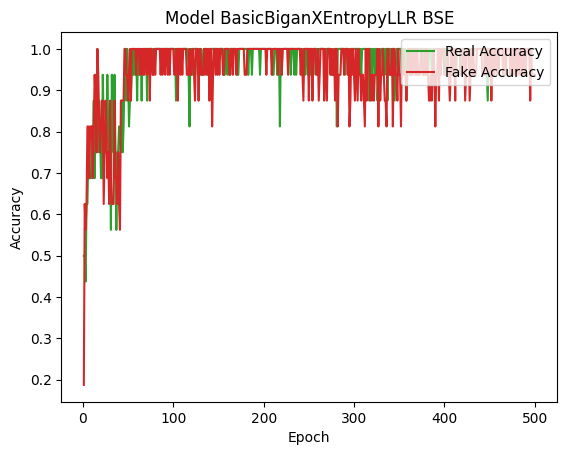 Model BasicBiganXEntropyLLR BSE
Real Accuracy
Fake Accuracy
1.0
0.9
0.8
0.7
0.6
0.5
0.4
0.3
0.2
Accuracy
0 100 200 300 400 500
Epoch